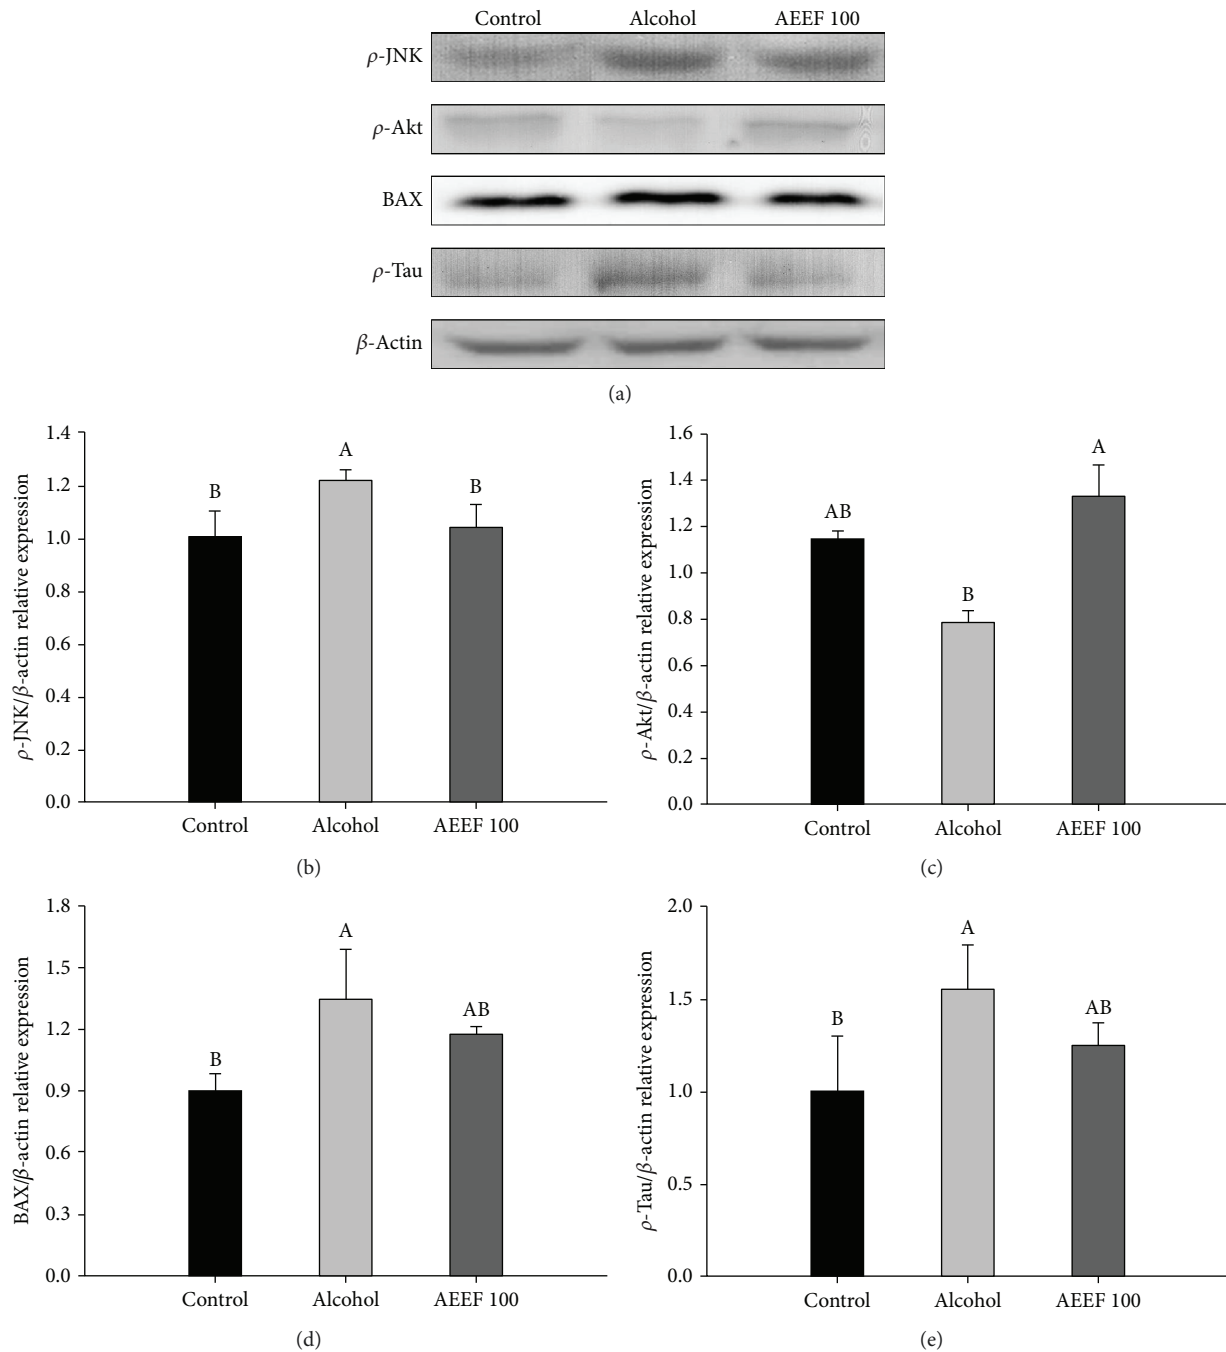 Control Alcohol AEEF 100
ρ-JNK
ρ-Akt
BAX
ρ-Tau
β-Actin
(a)
ρ-JNK/β-actin relative expression
1.4
1.2
1.0
0.8
0.6
0.4
0.2
0.0
B
A
B
Control Alcohol AEEF 100
(b)
ρ-Akt/β-actin relative expression
1.6
1.4
1.2
1.0
0.8
0.6
0.4
0.2
0.0
AB
B
A
Control Alcohol AEEF 100
(c)
BAX/β-actin relative expression
1.8
1.5
1.2
0.9
0.6
0.3
0.0
B
A
AB
Control Alcohol AEEF 100
(d)
ρ-Tau/β-actin relative expression
2.0
1.5
1.0
0.5
0.0
B
A
AB
Control Alcohol AEEF 100
(e)